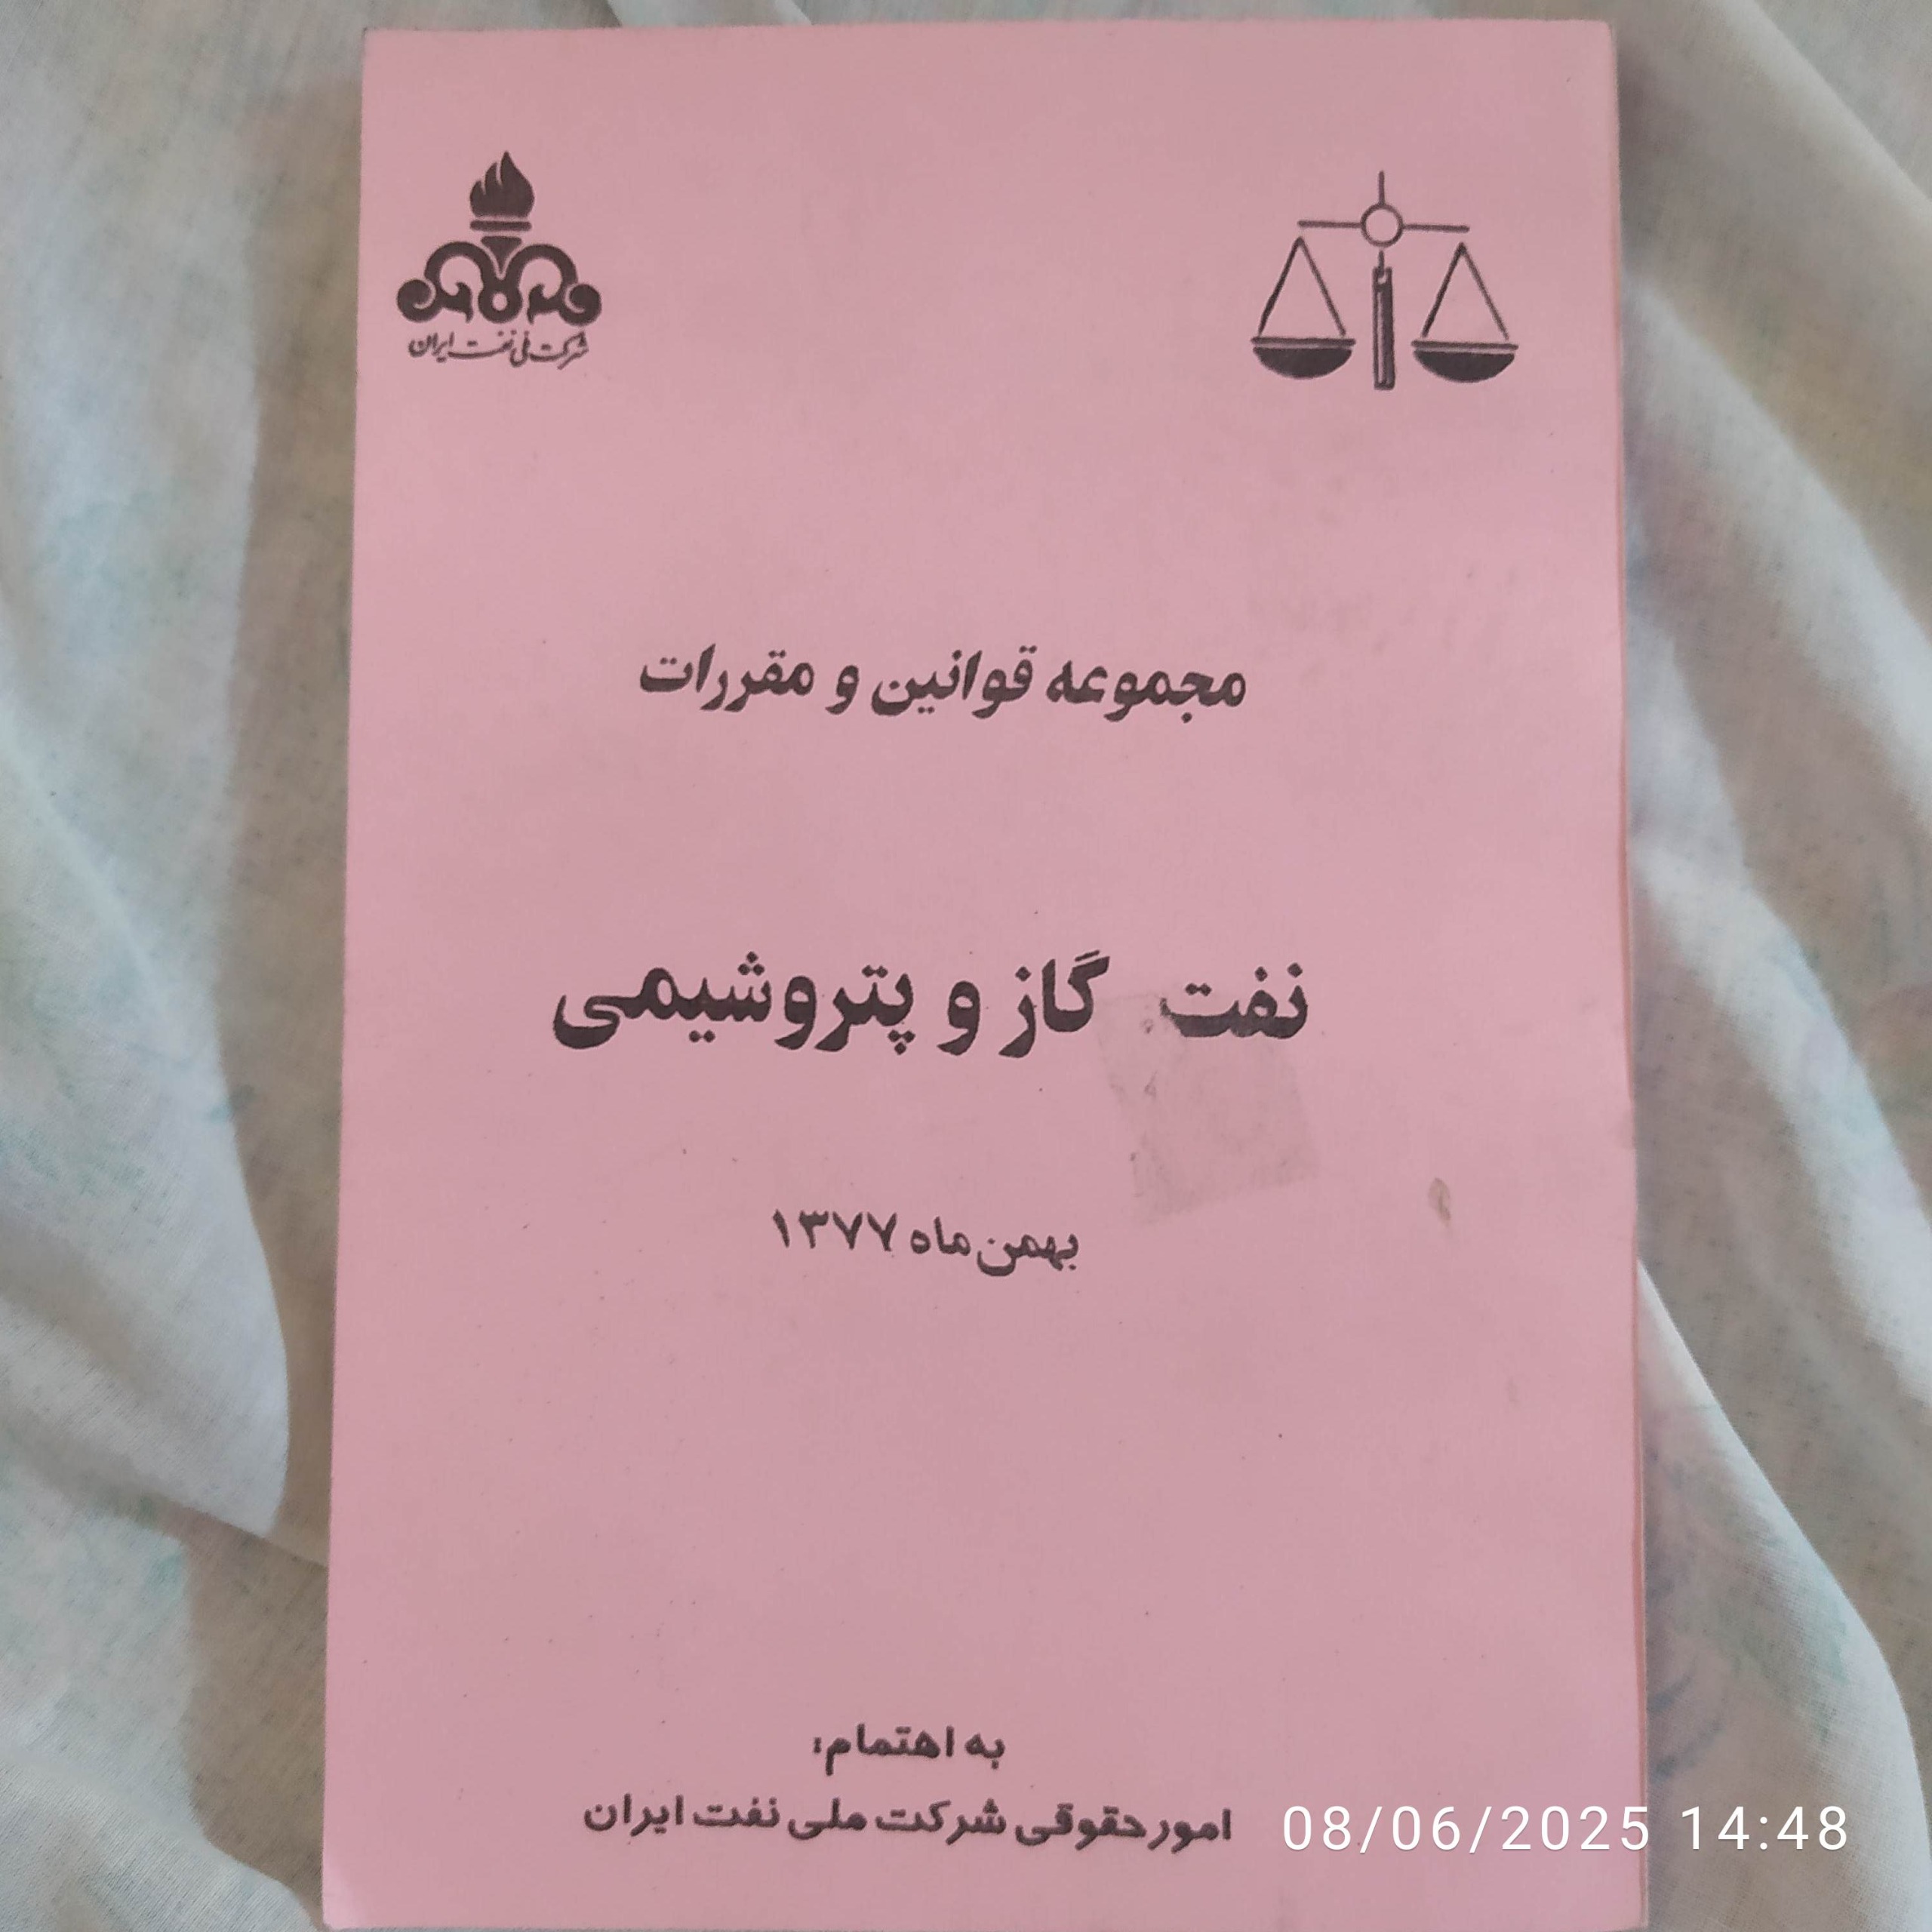 شرکت ملی نفت ایران
مجموعه قوانین و مقررات
نفت گاز و پتروشیمی
بهمن ماه ۱۳۷۷
به اهتمام:
امور حقوقی شرکت ملی نفت ایران
08/06/2025 14:48